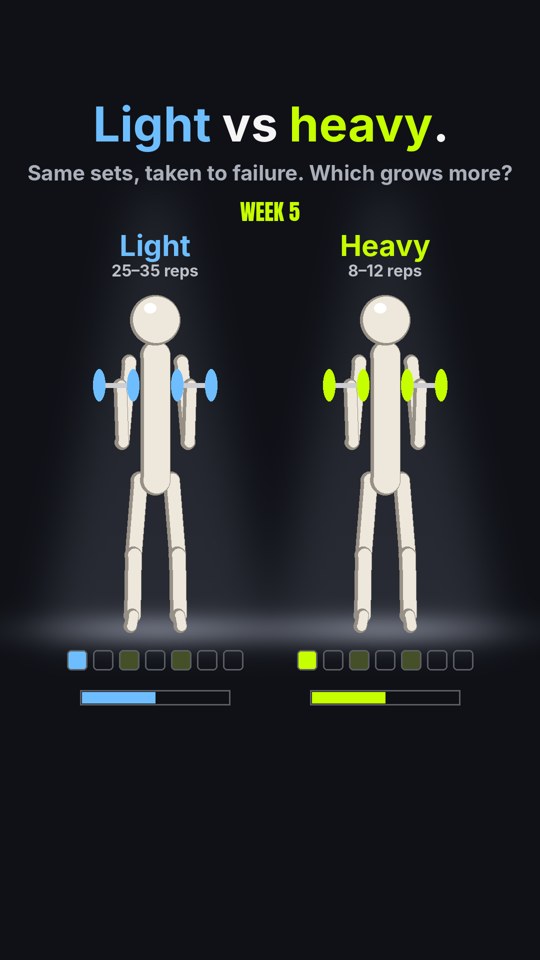 Light vs heavy.
Same sets, taken to failure. Which grows more?
WEEK 5
Light
25–35 reps
Heavy
8–12 reps